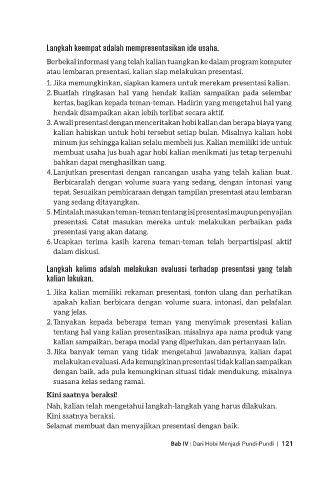 Langkah keempat adalah mempresentasikan ide usaha.
Berbekal informasi yang telah kalian tuangkan ke dalam program komputer
atau lembaran presentasi, kalian siap melakukan presentasi.
1. Jika memungkinkan, siapkan kamera untuk merekam presentasi kalian.
2. Buatlah ringkasan hal yang hendak kalian sampaikan pada selembar
kertas, bagikan kepada teman-teman. Hadirin yang mengetahui hal yang
hendak disampaikan akan lebih terlibat secara aktif.
3. Awali presentasi dengan menceritakan hobi kalian dan berapa biaya yang
kalian habiskan untuk hobi tersebut setiap bulan. Misalnya kalian hobi
minum jus sehingga kalian selalu membeli jus. Kalian memiliki ide untuk
membuat usaha jus buah agar hobi kalian menikmati jus tetap terpenuhi
bahkan dapat menghasilkan uang.
4. Lanjutkan presentasi dengan rancangan usaha yang telah kalian buat.
Berbicaralah dengan volume suara yang sedang, dengan intonasi yang
tepat. Sesuaikan pembicaraan dengan tampilan presentasi atau lembaran
yang sedang ditayangkan.
5. Mintalah masukan teman-teman tentang isi presentasi maupun penyajian
presentasi. Catat masukan mereka untuk melakukan perbaikan pada
presentasi yang akan datang.
6. Ucapkan terima kasih karena teman-teman telah berpartisipasi aktif
dalam diskusi.
Langkah kelima adalah melakukan evaluasi terhadap presentasi yang telah
kalian lakukan.
1. Jika kalian memiliki rekaman presentasi, tonton ulang dan perhatikan
apakah kalian berbicara dengan volume suara, intonasi, dan pelafalan
yang jelas.
2. Tanyakan kepada beberapa teman yang menyimak presentasi kalian
tentang hal yang kalian presentasikan, misalnya apa nama produk yang
kalian sampaikan, berapa modal yang diperlukan, dan pertanyaan lain.
3. Jika banyak teman yang tidak mengetahui jawabannya, kalian dapat
melakukan evaluasi. Ada kemungkinan presentasi tidak kalian sampaikan
dengan baik, ada pula kemungkinan situasi tidak mendukung, misalnya
suasana kelas sedang ramai.
Kini saatnya beraksi!
Nah, kalian telah mengetahui langkah-langkah yang harus dilakukan.
Kini saatnya beraksi.
Selamat membuat dan menyajikan presentasi dengan baik.
Bab IV | Dari Hobi Menjadi Pundi-Pundi | 121